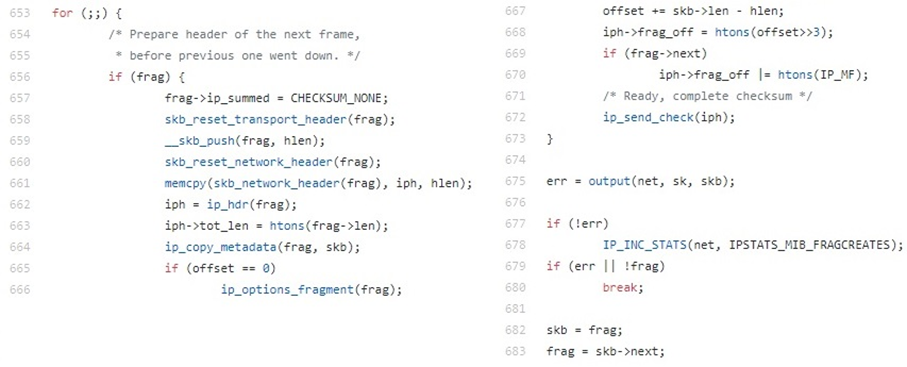 653 for (;;) {
654 /* Prepare header of the next frame,
655 * before previous one went down. */
656 if (frag) {
657 frag->ip_summed = CHECKSUM_NONE;
658 skb_reset_transport_header(frag);
659 __skb_push(frag, hlen);
660 skb_reset_network_header(frag);
661 memcpy(skb_network_header(frag), iph, hlen);
662 iph = ip_hdr(frag);
663 iph->tot_len = htons(frag->len);
664 ip_copy_metadata(frag, skb);
665 if (offset == 0)
666 ip_options_fragment(frag);
667 offset += skb->len - hlen;
668 iph->frag_off = htons(offset>>3);
669 if (frag->next)
670 iph->frag_off |= htons(IP_MF);
671 /* Ready, complete checksum */
672 ip_send_check(iph);
673 }
674
675 err = output(net, sk, skb);
676
677 if (!err)
678 IP_INC_STATS(net, IPSTATS_MIB_FRAGCREATES);
679 if (err || !frag)
680 break;
681
682 skb = frag;
683 frag = skb->next;